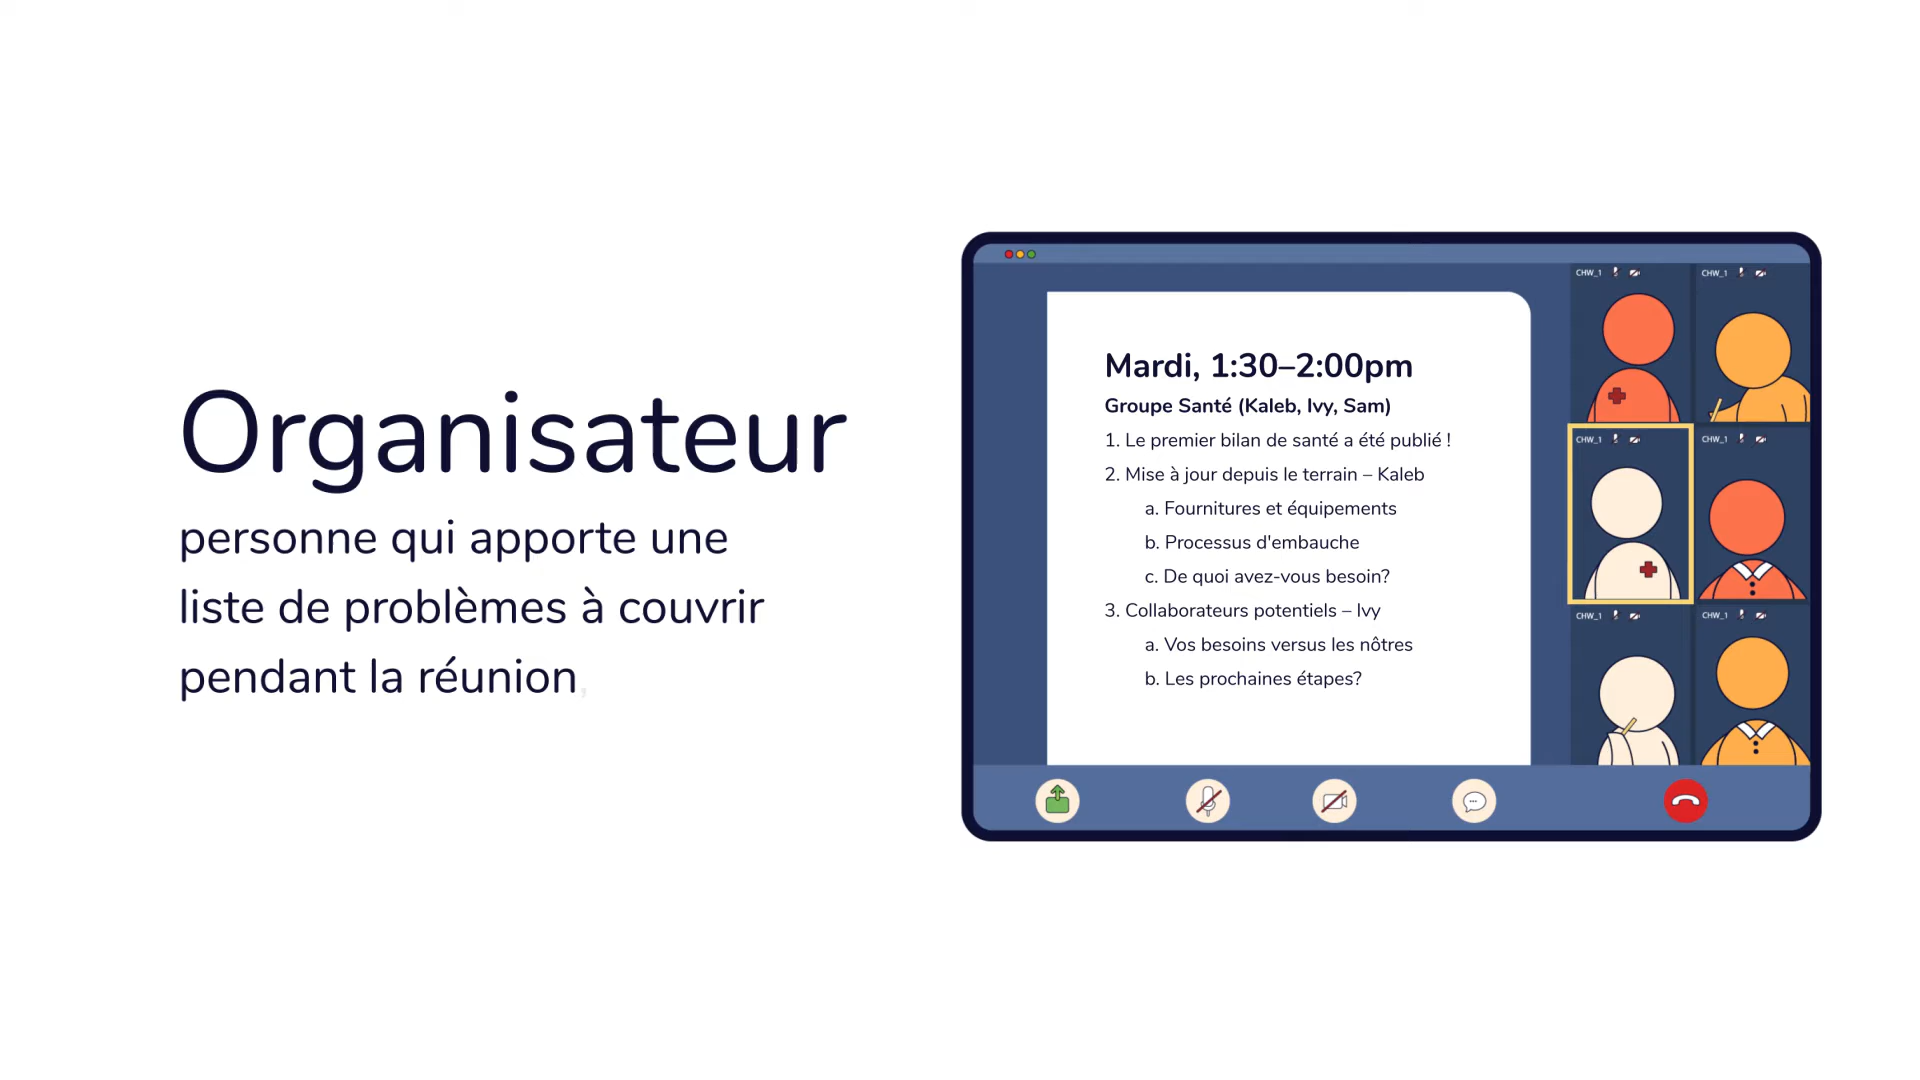 Organisateur
personne qui apporte une
liste de problèmes à couvrir
pendant la réunion,
Mardi, 1:30–2:00pm
Groupe Santé (Kaleb, Ivy, Sam)
1. Le premier bilan de santé a été publié !
2. Mise à jour depuis le terrain – Kaleb
a. Fournitures et équipements
b. Processus d'embauche
c. De quoi avez-vous besoin?
3. Collaborateurs potentiels – Ivy
a. Vos besoins versus les nôtres
b. Les prochaines étapes?
CHW_1
CHW_1
CHW_1
CHW_1
CHW_1
CHW_1